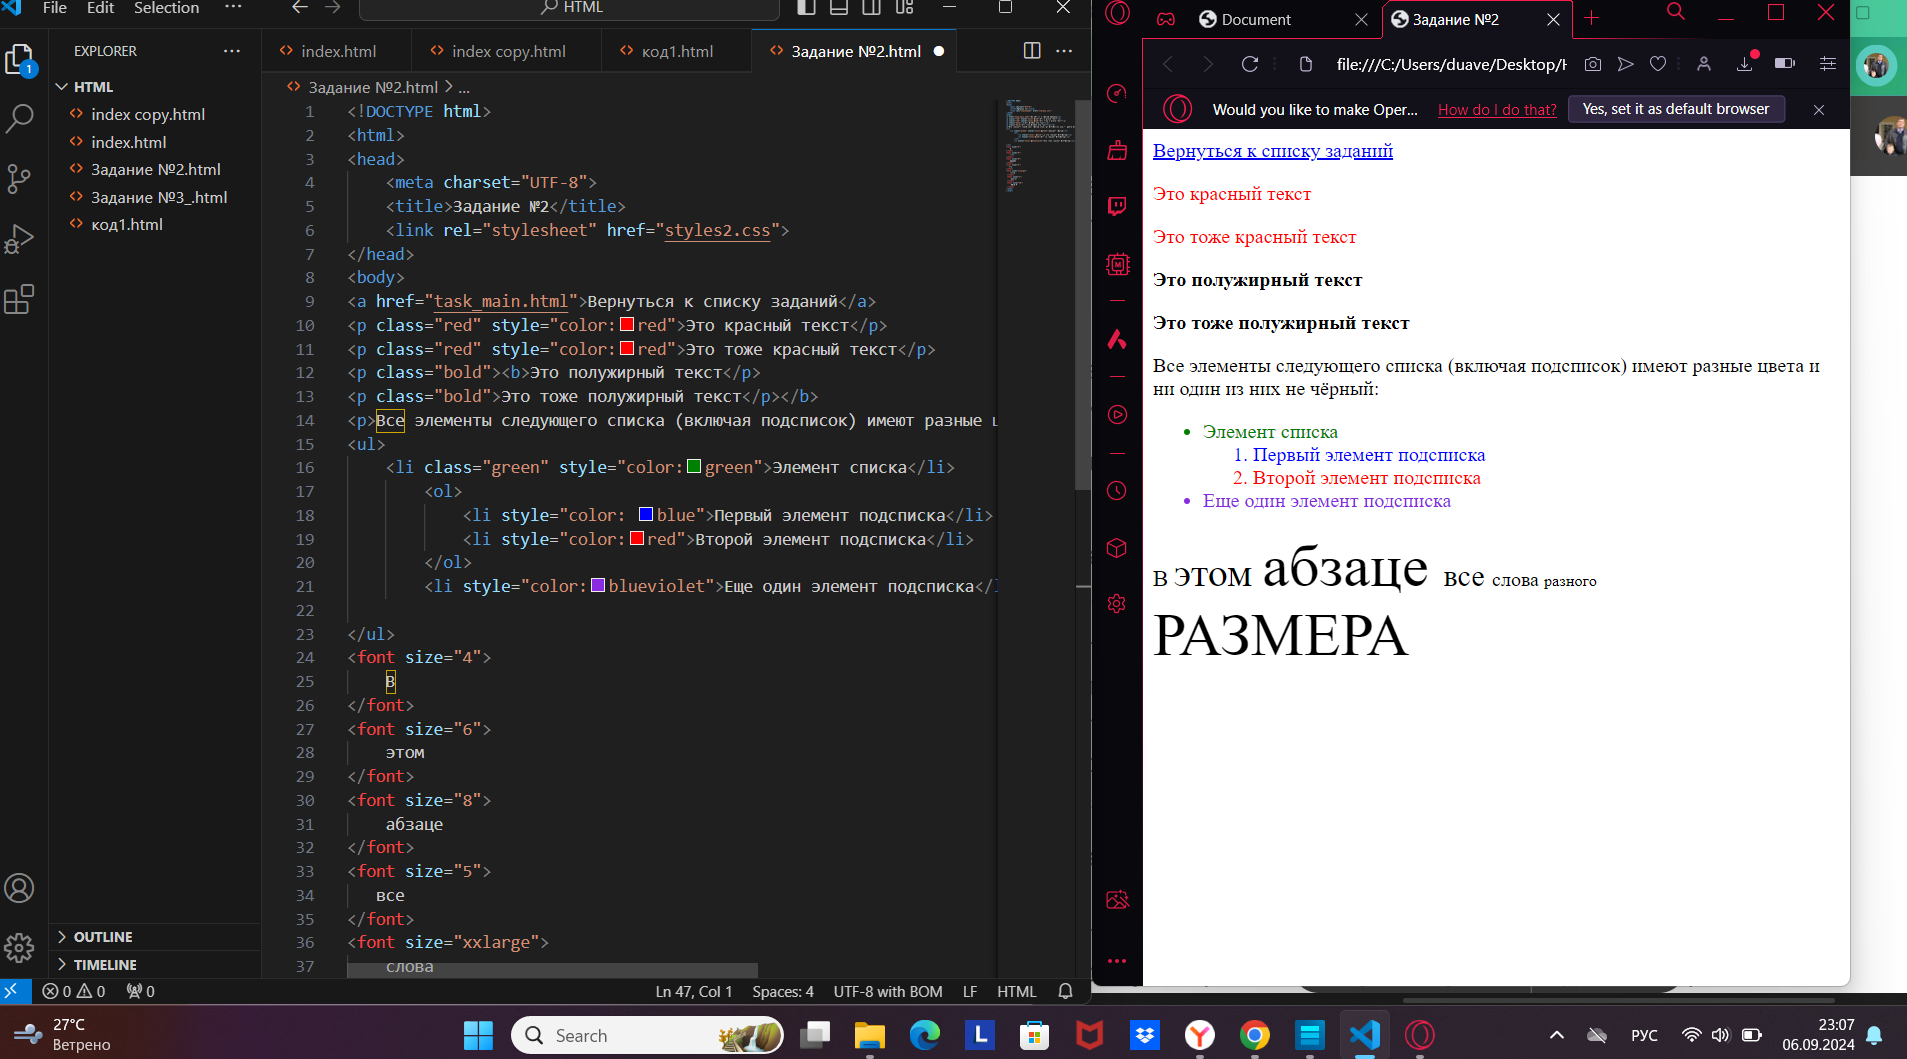 File Edit Selection ···
HTML
EXPLORER
index.html
index copy.html
код1.html
Задание №2.html
HTML
index copy.html
index.html
Задание №2.html
Задание №3_.html
код1.html
OUTLINE
TIMELINE
Задание №2.html > ...
1 <!DOCTYPE html>
2 <html>
3 <head>
4 <meta charset="UTF-8">
5 <title>Задание №2</title>
6 <link rel="stylesheet" href="styles2.css">
7 </head>
8 <body>
9 <a href="task_main.html">Вернуться к списку заданий</a>
10 <p class="red" style="color:red">Это красный текст</p>
11 <p class="red" style="color:red">Это тоже красный текст</p>
12 <p class="bold"><b>Это полужирный текст</p>
13 <p class="bold">Это тоже полужирный текст</p></b>
14 <p>Все элементы следующего списка (включая подсписок) имеют разные ц
15 <ul>
16 <li class="green" style="color:green">Элемент списка</li>
17 <ol>
18 <li style="color: blue">Первый элемент подсписка</li>
19 <li style="color:red">Второй элемент подсписка</li>
20 </ol>
21 <li style="color:blueviolet">Еще один элемент подсписка</l
22
23 </ul>
24 <font size="4">
25 В
26 </font>
27 <font size="6">
28 этом
29 </font>
30 <font size="8">
31 абзаце
32 </font>
33 <font size="5">
34 все
35 </font>
36 <font size="xxlarge">
37 слова
0 0 0
Ln 47, Col 1 Spaces: 4 UTF-8 with BOM LF HTML
Document
Задание №2
file:///C:/Users/duave/Desktop/H
Would you like to make Oper... How do I do that? Yes, set it as default browser
Вернуться к списку заданий
Это красный текст
Это тоже красный текст
Это полужирный текст
Это тоже полужирный текст
Все элементы следующего списка (включая подсписок) имеют разные цвета и
ни один из них не чёрный:
• Элемент списка
1. Первый элемент подсписка
2. Второй элемент подсписка
• Еще один элемент подсписка
В этом абзаце все слова разного
РАЗМЕРА
27°C
Ветрено
Search
РУС
23:07
06.09.2024